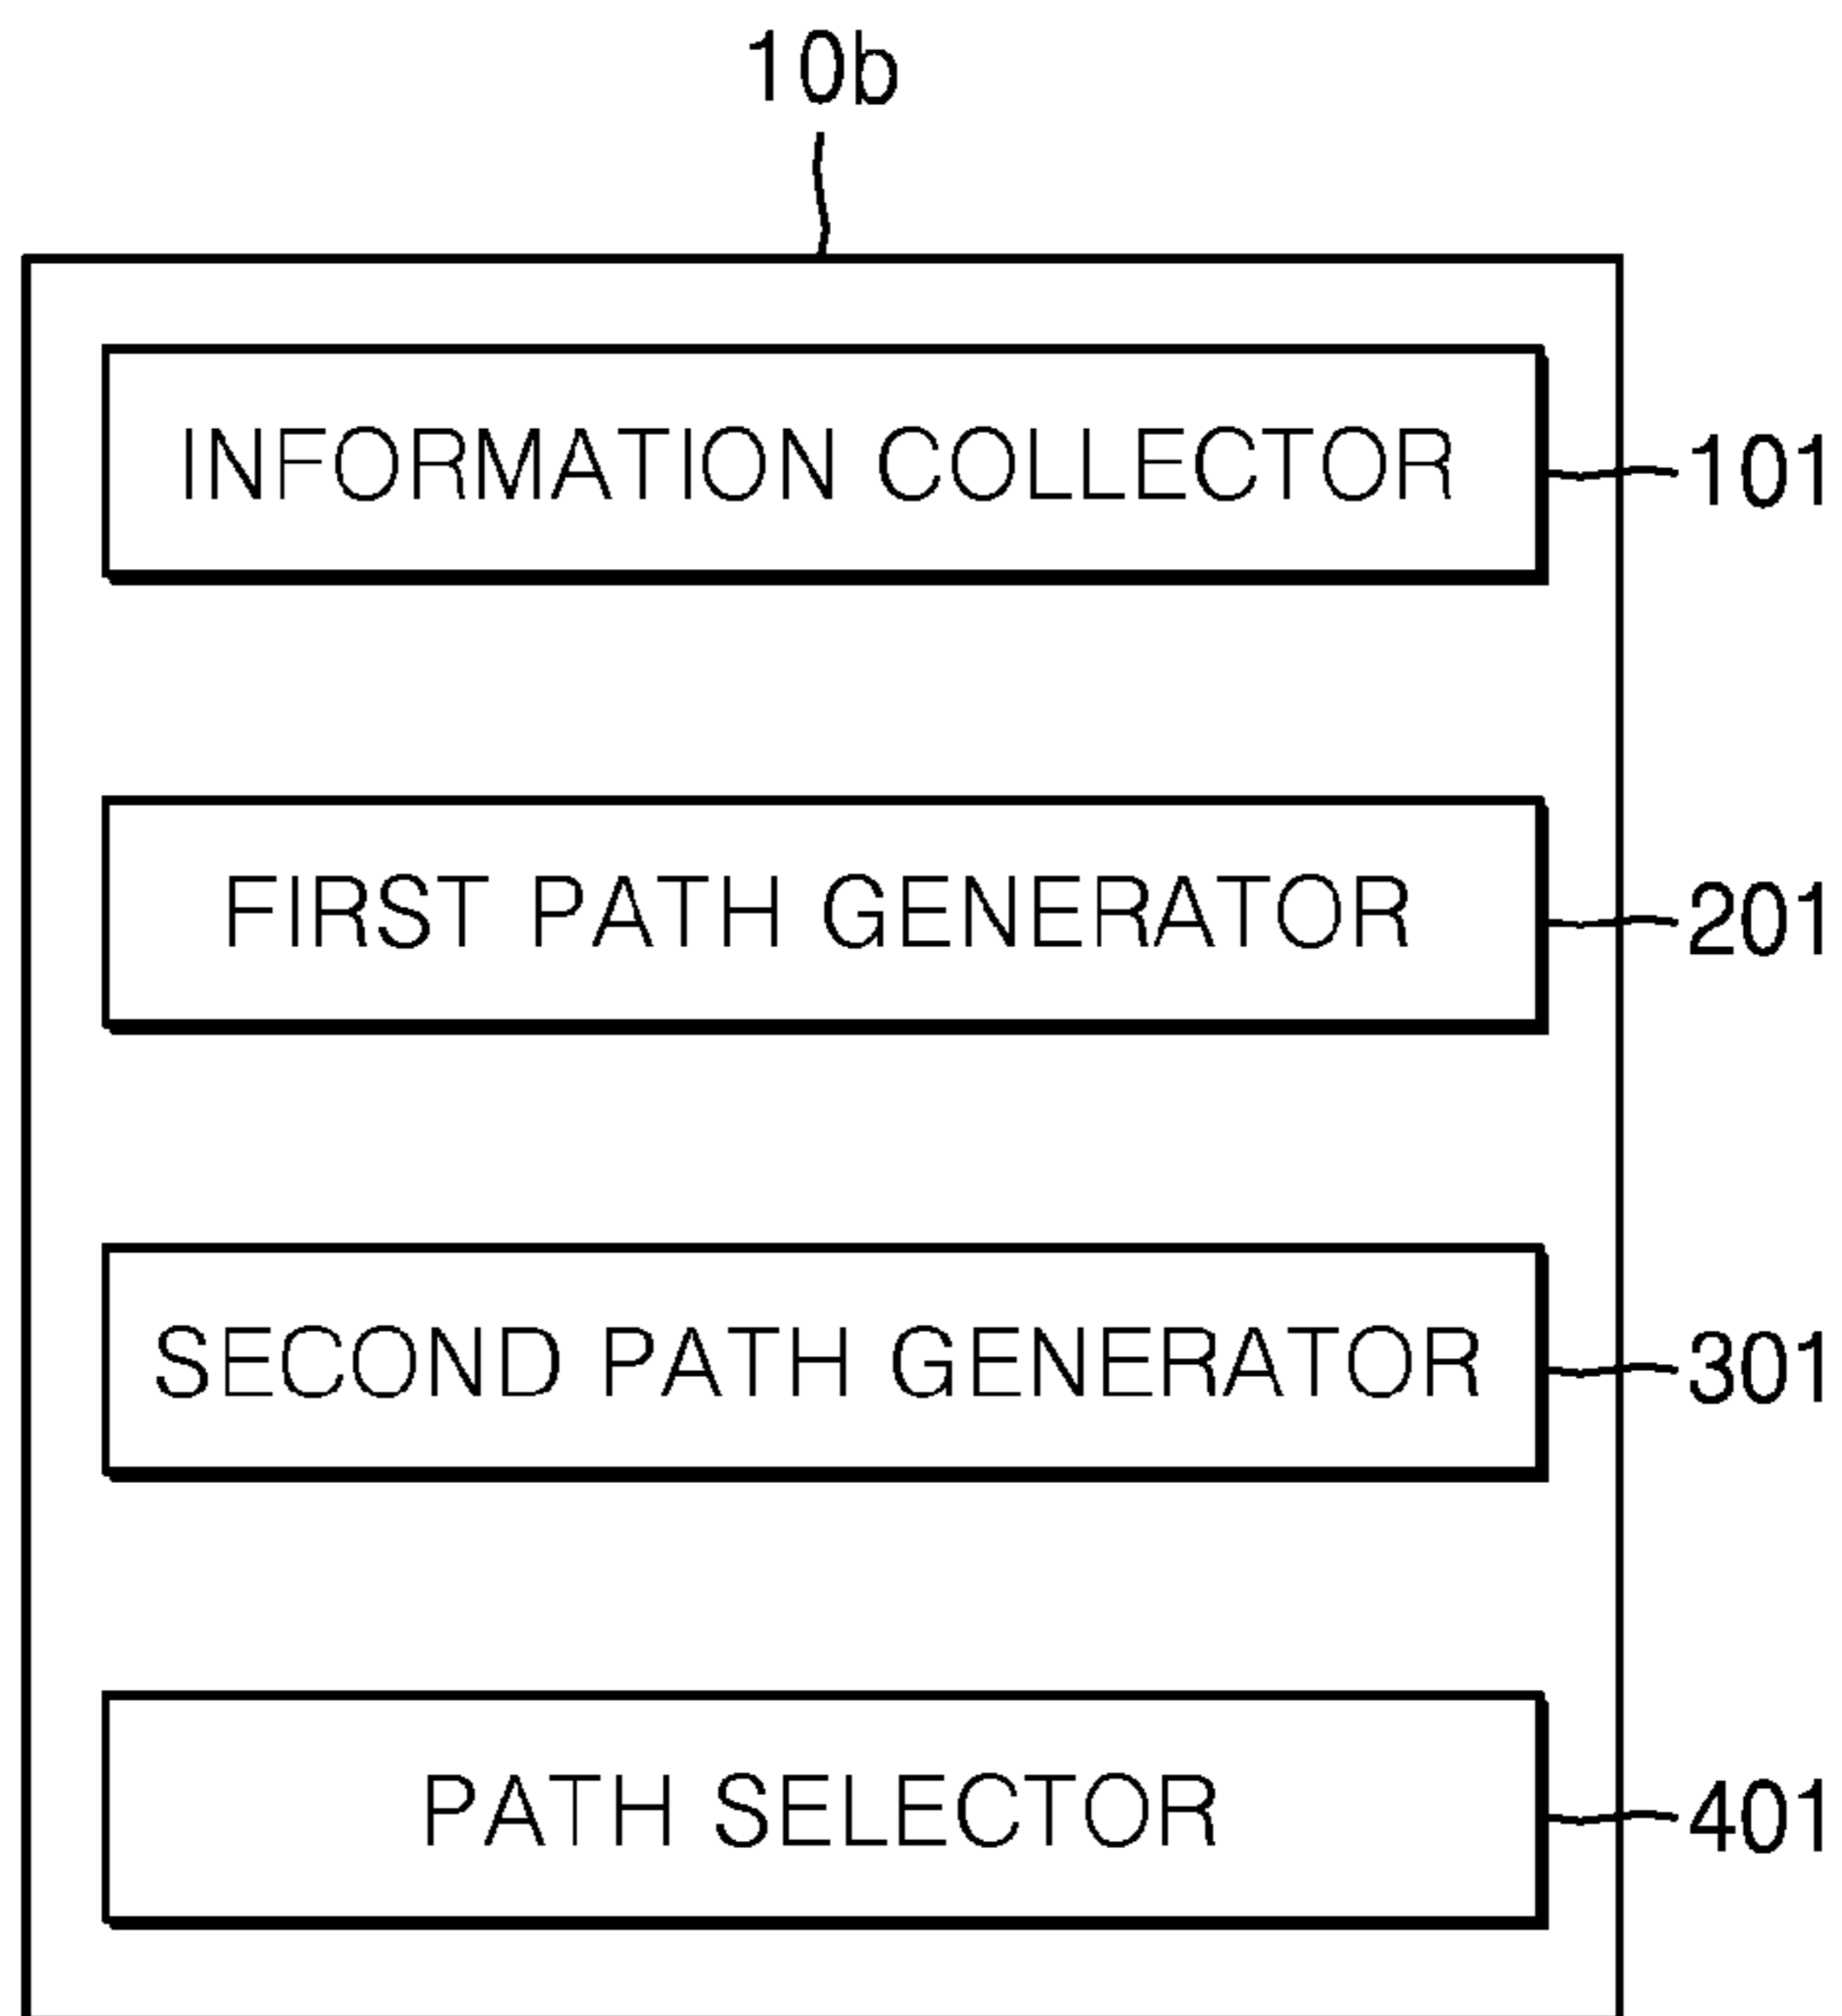 10b
INFORMATION COLLECTOR 101
FIRST PATH GENERATOR 201
SECOND PATH GENERATOR 301
PATH SELECTOR 401